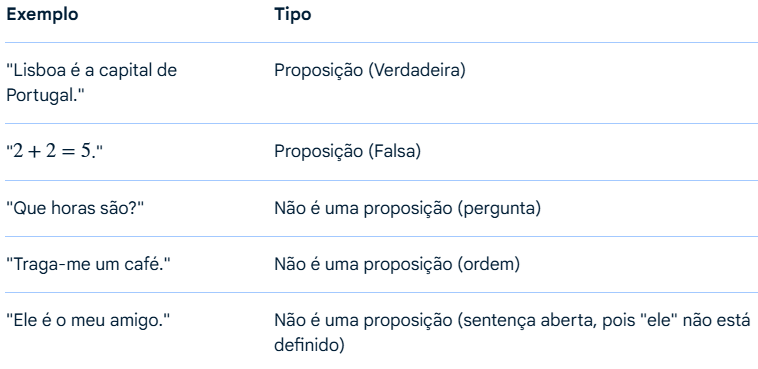 Exemplo Tipo
"Lisboa é a capital de Portugal." Proposição (Verdadeira)
"2 + 2 = 5." Proposição (Falsa)
"Que horas são?" Não é uma proposição (pergunta)
"Traga-me um café." Não é uma proposição (ordem)
"Ele é o meu amigo." Não é uma proposição (sentença aberta, pois "ele" não está definido)